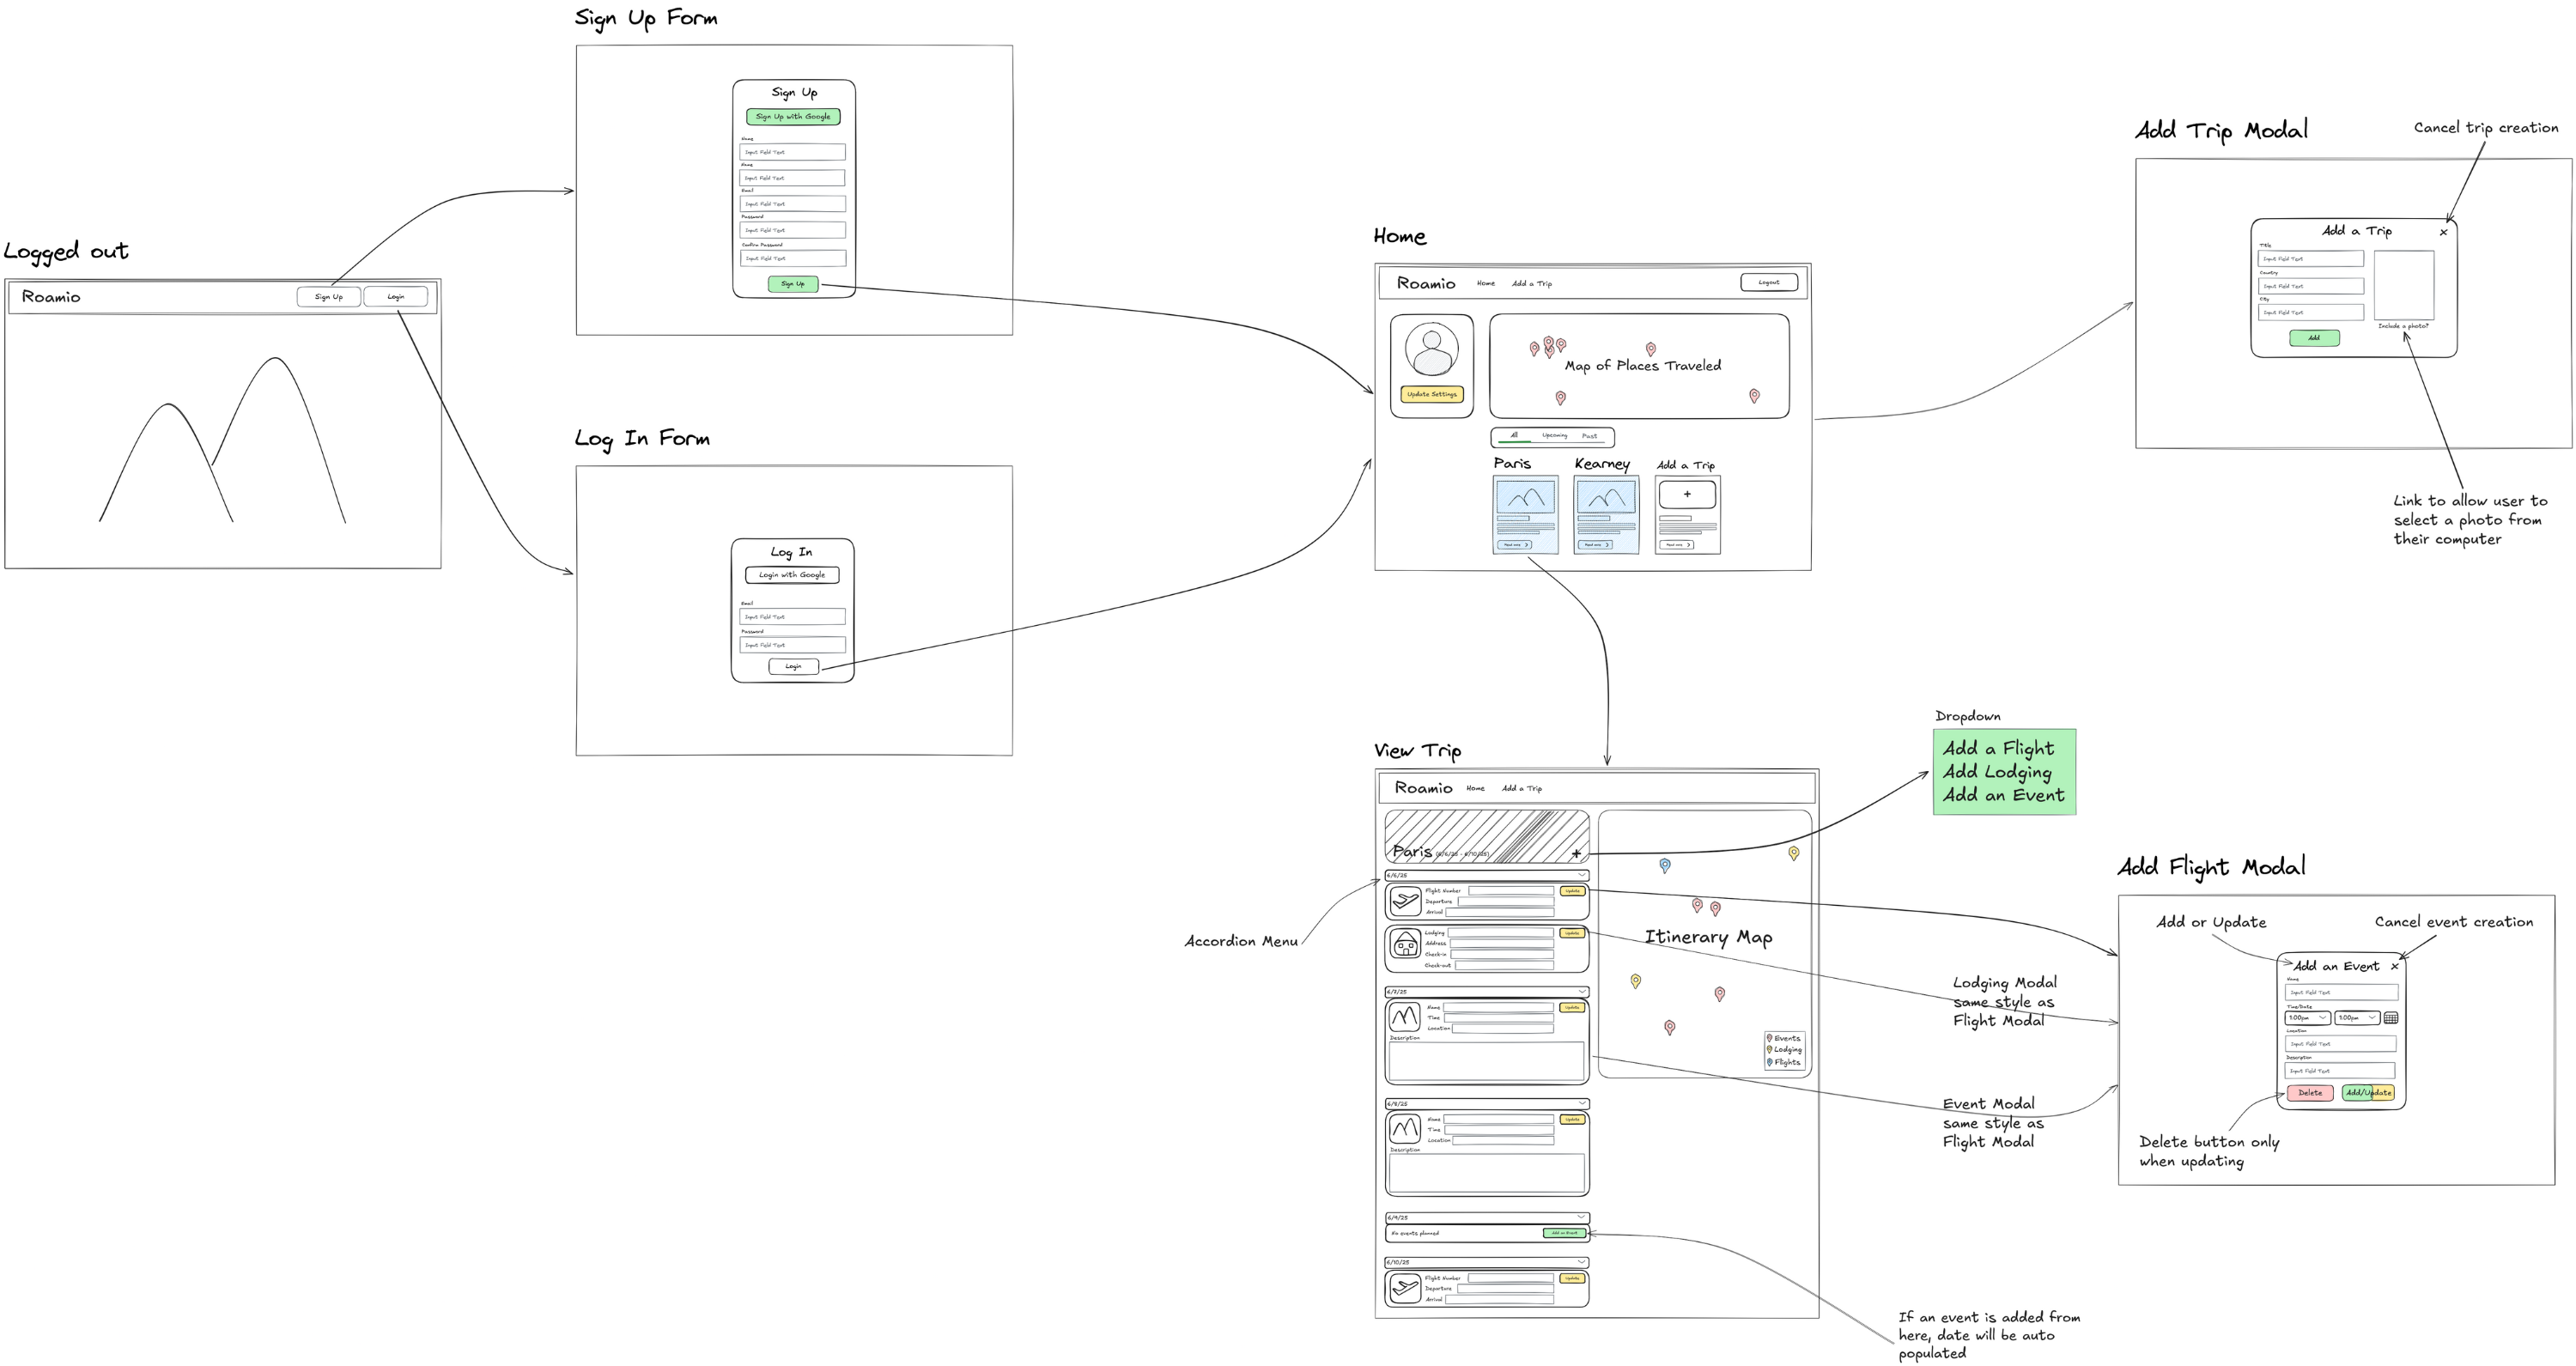 Sign Up Form
Sign Up
Sign Up with Google
Name
Input Field Text
Name
Input Field Text
Email
Input Field Text
Password
Input Field Text
Confirm Password
Input Field Text
Sign Up
Logged out
Roamio
Sign Up
Login
Log In Form
Log In
Login with Google
Email
Input Field Text
Password
Input Field Text
Login
Home
Roamio
Home
Add a Trip
Logout
Update Settings
Map of Places Traveled
All
Upcoming
Past
Paris
Kearney
Add a Trip
+
Read more
Read more
Read more
Add Trip Modal
Cancel trip creation
Add a Trip
x
Title
Input Field Text
Country
Input Field Text
City
Input Field Text
Include a photo?
Add
Link to allow user to
select a photo from
their computer
View Trip
Roamio
Home
Add a Trip
Paris (6/6/25 - 6/10/25)
+
Dropdown
Add a Flight
Add Lodging
Add an Event
Accordion Menu
6/6/25
Flight Number
Update
Departure
Arrival
Lodging
Update
Address
Check-in
Check-out
6/7/25
Name
Update
Time
Location
Description
6/8/25
Name
Update
Time
Location
Description
6/9/25
No events planned
Add an Event
6/10/25
Flight Number
Update
Departure
Arrival
Itinerary Map
Events
Lodging
Flights
Lodging Modal
same style as
Flight Modal
Event Modal
same style as
Flight Modal
If an event is added from
here, date will be auto
populated
Add Flight Modal
Add or Update
Cancel event creation
Add an Event
x
Name
Input Field Text
Time/Date
1:00pm
1:00pm
Location
Input Field Text
Description
Input Field Text
Delete
Add/Update
Delete button only
when updating